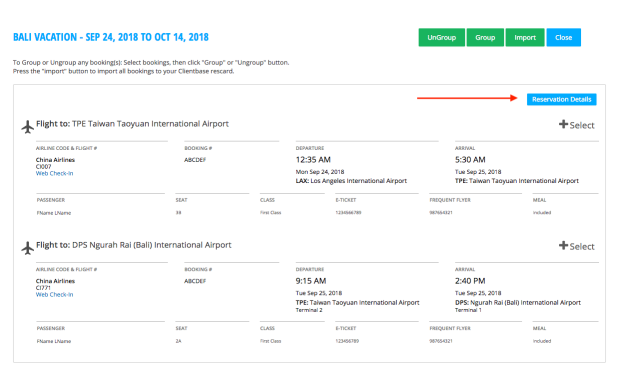 BALI VACATION - SEP 24, 2018 TO OCT 14, 2018
UnGroup Group Import Close
To Group or Ungroup any booking(s): Select bookings, then click "Group" or "Ungroup" button.
Press the "Import" button to import all bookings to your Clientbase rescard.
Reservation Details
Flight to: TPE Taiwan Taoyuan International Airport
Select
AIRLINE CODE & FLIGHT # BOOKING # DEPARTURE ARRIVAL
China Airlines ABCDEF 12:35 AM 5:30 AM
CI007
Web Check-In
Mon Sep 24, 2018 Tue Sep 25, 2018
LAX: Los Angeles International Airport TPE: Taiwan Taoyuan International Airport
PASSENGER SEAT CLASS E-TICKET FREQUENT FLYER MEAL
FName LName 3B First Class 1234566789 987654321 Included
Flight to: DPS Ngurah Rai (Bali) International Airport
Select
AIRLINE CODE & FLIGHT # BOOKING # DEPARTURE ARRIVAL
China Airlines ABCDEF 9:15 AM 2:40 PM
CI771
Web Check-In
Tue Sep 25, 2018 Tue Sep 25, 2018
TPE: Taiwan Taoyuan International Airport DPS: Ngurah Rai (Bali) International Airport
Terminal 2 Terminal 1
PASSENGER SEAT CLASS E-TICKET FREQUENT FLYER MEAL
FName LName 2A First Class 123456789 987654321 Included